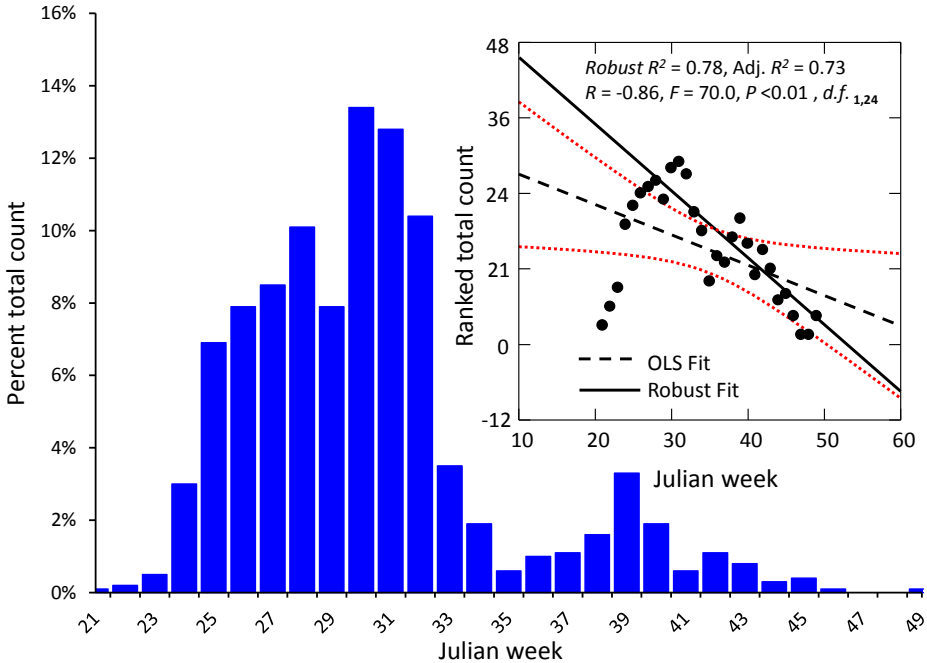 16%
14%
12%
10%
8%
6%
4%
2%
0%
Percent total count
21 23 25 27 29 31 33 35 37 39 41 43 45 47 49
Julian week
48
36
24
21
0
-12
Ranked total count
Robust R² = 0.78, Adj. R² = 0.73
R = -0.86, F = 70.0, P <0.01 , d.f. 1,24
OLS Fit
Robust Fit
10 20 30 40 50 60
Julian week